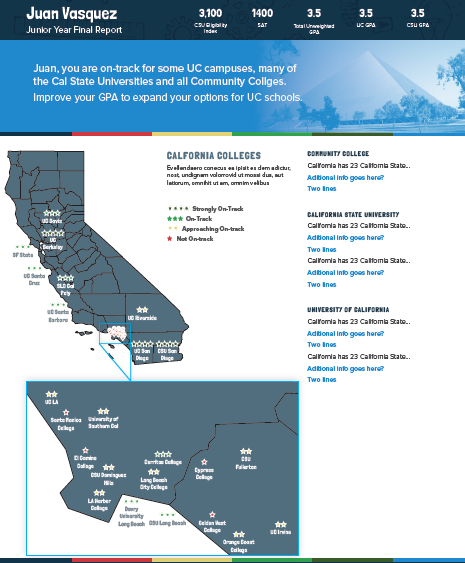 Juan Vasquez
Junior Year Final Report
3,100
CSU Eligibility
Index
1400
SAT
3.5
Total Unweighted
GPA
3.5
UC GPA
3.5
CSU GPA
Juan, you are on-track for some UC campuses, many of
the Cal State Universities and all Community Collges.
Improve your GPA to expand your options for UC schools.
CALFORNIA COLLEGES
Evellendaero conecus es ipisit es dem adiciur,
nost, undignam volorrovid ut mossi dus, aut
latiorum, omnihit ut am, omnim velibus
Strongly On-Track
On-Track
Approaching On-Track
Not On-track
COMMUNITY COLLEGE
California has 23 California State...
Aditional info goes here?
Two lines
CALIFORNIA STATE UNIVERSITY
California has 23 California State...
Aditional info goes here?
Two lines
California has 23 California State...
Aditional info goes here?
Two lines
UNIVERSITY OF CALIFORNIA
California has 23 California State...
Aditional info goes here?
Two lines
California has 23 California State...
Aditional info goes here?
Two lines
UC Davis
UC
Berkeley
SF State
UC Santa
Cruz
SLO Cal
Poly
UC Santa
Barbara
UC Riverside
UC San
Diego
CSU San
Diego
UC LA
Santa Monica
College
University of
Southern Cal
El Camino
College
CSU Dominguez
Hills
Cerritos College
Long Beach
City College
LA Harbor
College
Devry
University
Long Beach
CSU Long Beach
Cypress
College
CSU
Fullerton
Golden West
College
Orange Coast
College
UC Irvine